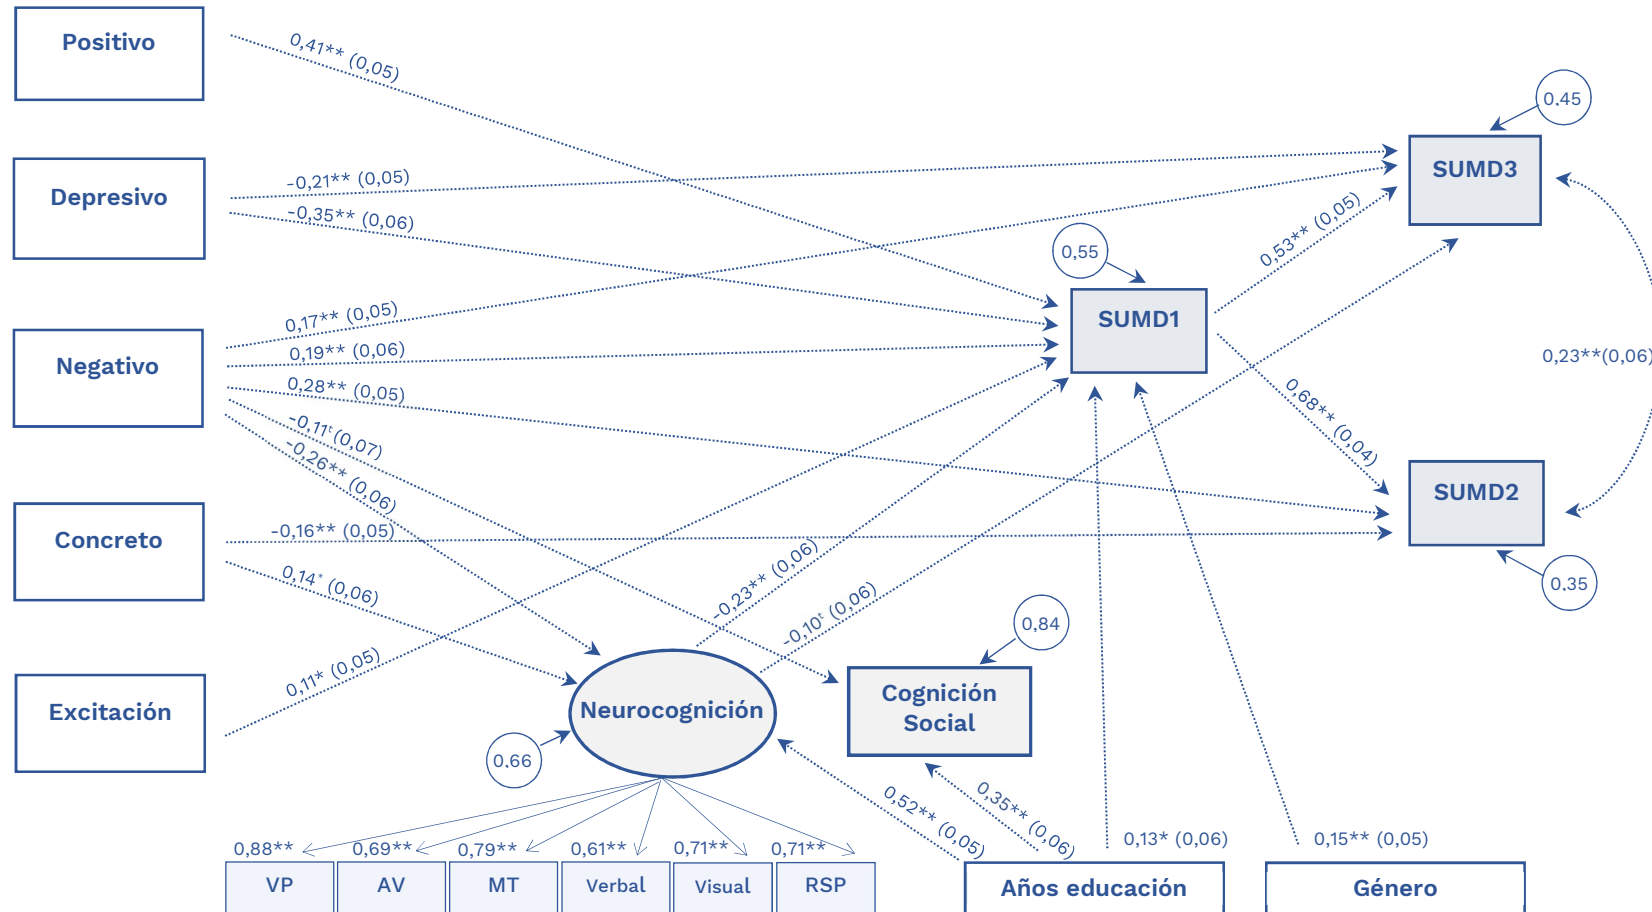 Positivo
0,41** (0,05)
0,45
SUMD3
Depresivo
-0,21** (0,05)
-0,35** (0,06)
0,53** (0,05)
0,55
SUMD1
0,17** (0,05)
0,19** (0,06)
Negativo
0,28** (0,05)
0,23**(0,06)
-0,11ᵗ(0,07)
-0,26** (0,06)
0,68** (0,04)
SUMD2
Concreto
-0,16** (0,05)
0,14* (0,06)
-0,23** (0,06)
-0,10ᵗ (0,06)
0,35
0,84
Excitación
0,11* (0,05)
Neurocognición
Cognición
Social
0,66
0,52** (0,05)
0,35** (0,06)
0,13* (0,06)
0,15** (0,05)
0,88**
0,69**
0,79**
0,61**
0,71**
0,71**
VP
AV
MT
Verbal
Visual
RSP
Años educación
Género